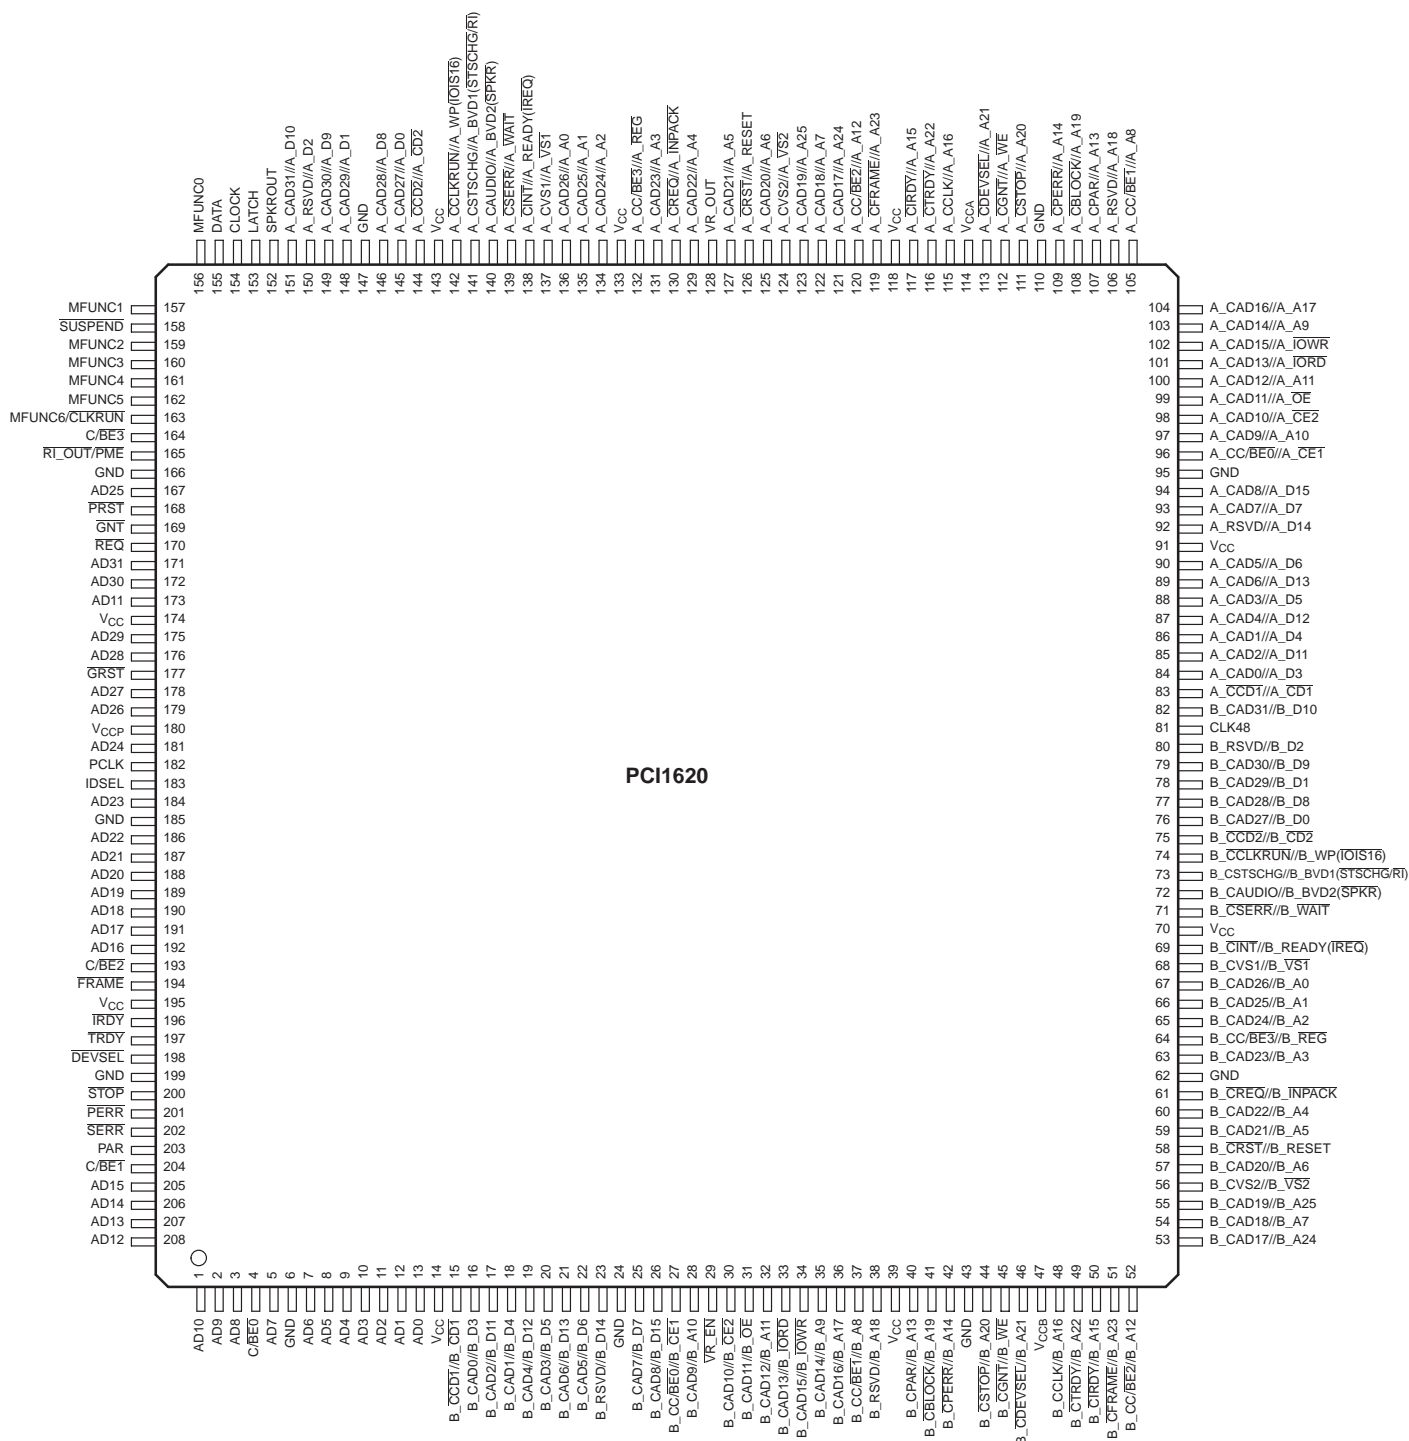 156 MFUNC0
155 DATA
154 CLOCK
153 LATCH
152 SPKROUT
151 A_CAD31//A_D10
150 A_RSVD//A_D2
149 A_CAD30//A_D9
148 A_CAD29//A_D1
147 GND
146 A_CAD28//A_D8
145 A_CAD27//A_D0
144 A_CCD2//A_CD2
143 VCC
142 A_CCLKRUN//A_WP(IOIS16)
141 A_CSTSCHG//A_BVD1(STSCHG/RI)
140 A_CAUDIO//A_BVD2(SPKR)
139 A_CSERR//A_WAIT
138 A_CINT//A_READY(IREQ)
137 A_CVS1//A_VS1
136 A_CAD26//A_A0
135 A_CAD25//A_A1
134 A_CAD24//A_A2
133 VCC
132 A_CC/BE3//A_REG
131 A_CAD23//A_A3
130 A_CREQ//A_INPACK
129 A_CAD22//A_A4
128 VR_OUT
127 A_CAD21//A_A5
126 A_CRST//A_RESET
125 A_CAD20//A_A6
124 A_CVS2//A_VS2
123 A_CAD19//A_A25
122 A_CAD18//A_A7
121 A_CAD17//A_A24
120 A_CC/BE2//A_A12
119 A_CFRAME//A_A23
118 VCC
117 A_CIRDY//A_A15
116 A_CTRDY//A_A22
115 A_CCLK//A_A16
114 VCCA
113 A_CDEVSEL//A_A21
112 A_CGNT//A_WE
111 A_CSTOP//A_A20
110 GND
109 A_CPERR//A_A14
108 A_CBLOCK//A_A19
107 A_CPAR//A_A13
106 A_RSVD//A_A18
105 A_CC/BE1//A_A8
MFUNC1 157
SUSPEND 158
MFUNC2 159
MFUNC3 160
MFUNC4 161
MFUNC5 162
MFUNC6/CLKRUN 163
C/BE3 164
RI_OUT/PME 165
GND 166
AD25 167
PRST 168
GNT 169
REQ 170
AD31 171
AD30 172
AD11 173
VCC 174
AD29 175
AD28 176
GRST 177
AD27 178
AD26 179
VCCP 180
AD24 181
PCLK 182
IDSEL 183
AD23 184
GND 185
AD22 186
AD21 187
AD20 188
AD19 189
AD18 190
AD17 191
AD16 192
C/BE2 193
FRAME 194
VCC 195
IRDY 196
TRDY 197
DEVSEL 198
GND 199
STOP 200
PERR 201
SERR 202
PAR 203
C/BE1 204
AD15 205
AD14 206
AD13 207
AD12 208
PCI1620
104 A_CAD16//A_A17
103 A_CAD14//A_A9
102 A_CAD15//A_IOWR
101 A_CAD13//A_IORD
100 A_CAD12//A_A11
99 A_CAD11//A_OE
98 A_CAD10//A_CE2
97 A_CAD9//A_A10
96 A_CC/BE0//A_CE1
95 GND
94 A_CAD8//A_D15
93 A_CAD7//A_D7
92 A_RSVD//A_D14
91 VCC
90 A_CAD5//A_D6
89 A_CAD6//A_D13
88 A_CAD3//A_D5
87 A_CAD4//A_D12
86 A_CAD1//A_D4
85 A_CAD2//A_D11
84 A_CAD0//A_D3
83 A_CCD1//A_CD1
82 B_CAD31//B_D10
81 CLK48
80 B_RSVD//B_D2
79 B_CAD30//B_D9
78 B_CAD29//B_D1
77 B_CAD28//B_D8
76 B_CAD27//B_D0
75 B_CCD2//B_CD2
74 B_CCLKRUN//B_WP(IOIS16)
73 B_CSTSCHG//B_BVD1(STSCHG/RI)
72 B_CAUDIO//B_BVD2(SPKR)
71 B_CSERR//B_WAIT
70 VCC
69 B_CINT//B_READY(IREQ)
68 B_CVS1//B_VS1
67 B_CAD26//B_A0
66 B_CAD25//B_A1
65 B_CAD24//B_A2
64 B_CC/BE3//B_REG
63 B_CAD23//B_A3
62 GND
61 B_CREQ//B_INPACK
60 B_CAD22//B_A4
59 B_CAD21//B_A5
58 B_CRST//B_RESET
57 B_CAD20//B_A6
56 B_CVS2//B_VS2
55 B_CAD19//B_A25
54 B_CAD18//B_A7
53 B_CAD17//B_A24
AD10 1
AD9 2
AD8 3
C/BE0 4
AD7 5
GND 6
AD6 7
AD5 8
AD4 9
AD3 10
AD2 11
AD1 12
AD0 13
VCC 14
B_CCD1//B_CD1 15
B_CAD0//B_D3 16
B_CAD2//B_D11 17
B_CAD1//B_D4 18
B_CAD4//B_D12 19
B_CAD3//B_D5 20
B_CAD6//B_D13 21
B_CAD5//B_D6 22
B_RSVD//B_D14 23
GND 24
B_CAD7//B_D7 25
B_CAD8//B_D15 26
B_CC/BE0//B_CE1 27
B_CAD9//B_A10 28
VR_EN 29
B_CAD10//B_CE2 30
B_CAD11//B_OE 31
B_CAD12//B_A11 32
B_CAD13//B_IORD 33
B_CAD15//B_IOWR 34
B_CAD14//B_A9 35
B_CAD16//B_A17 36
B_CC/BE1//B_A8 37
B_RSVD//B_A18 38
VCC 39
B_CPAR//B_A13 40
B_CBLOCK//B_A19 41
B_CPERR//B_A14 42
GND 43
B_CSTOP//B_A20 44
B_CGNT//B_WE 45
B_CDEVSEL//B_A21 46
VCCB 47
B_CCLK//B_A16 48
B_CTRDY//B_A22 49
B_CIRDY//B_A15 50
B_CFRAME//B_A23 51
B_CC/BE2//B_A12 52